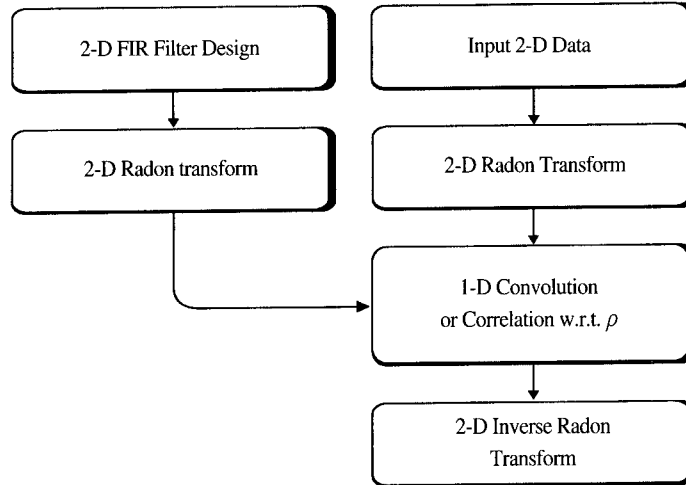 2-D FIR Filter Design
Input 2-D Data
2-D Radon transform
2-D Radon Transform
1-D Convolution
or Correlation w.r.t. ρ
2-D Inverse Radon
Transform